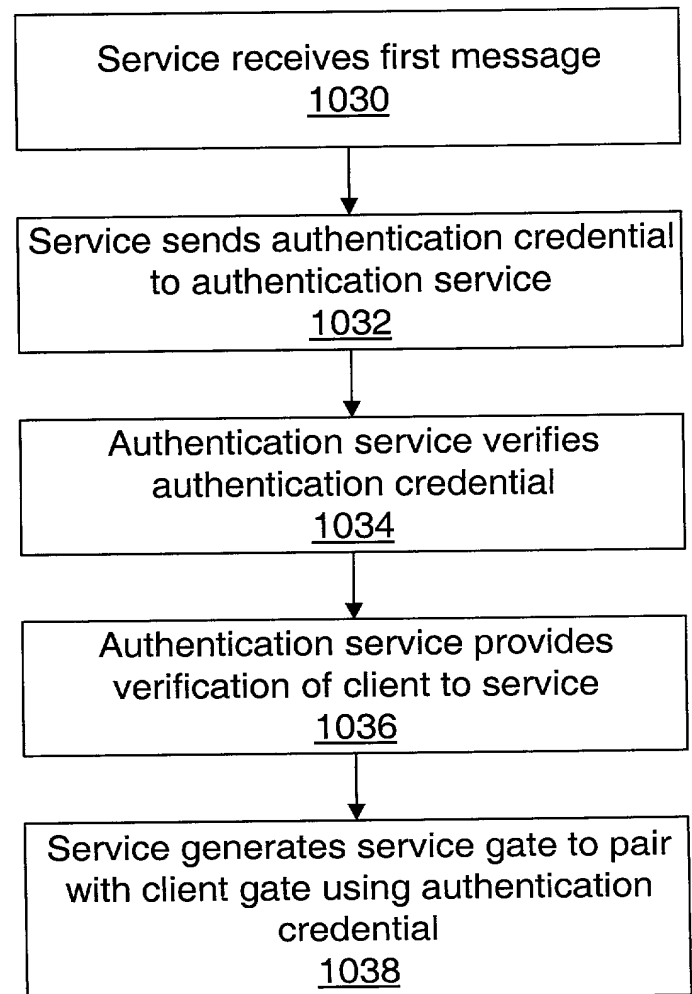 Service receives first message
1030
Service sends authentication credential
to authentication service
1032
Authentication service verifies
authentication credential
1034
Authentication service provides
verification of client to service
1036
Service generates service gate to pair
with client gate using authentication
credential
1038